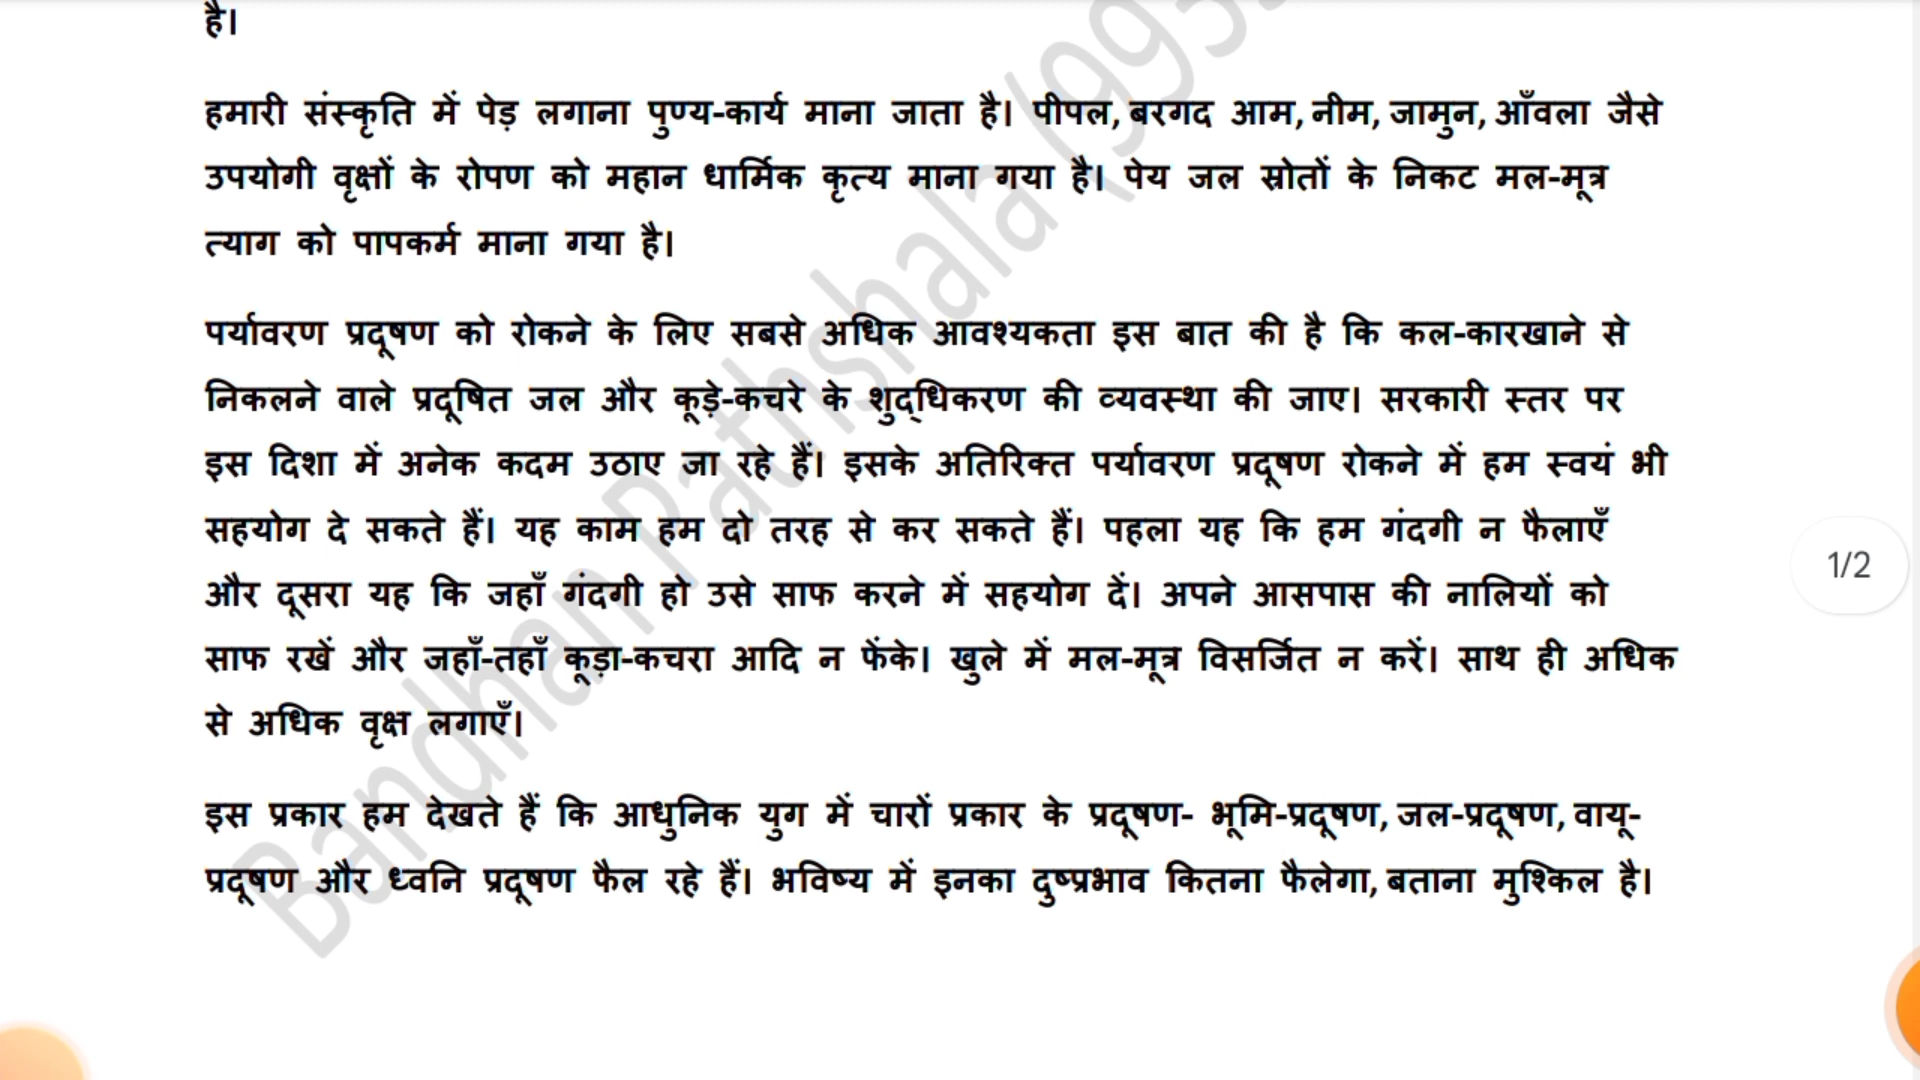 है।
हमारी संस्कृति में पेड़ लगाना पुण्य-कार्य माना जाता है। पीपल, बरगद आम, नीम, जामुन, आँवला जैसे
उपयोगी वृक्षों के रोपण को महान धार्मिक कृत्य माना गया है। पेय जल स्रोतों के निकट मल-मूत्र
त्याग को पापकर्म माना गया है।
पर्यावरण प्रदूषण को रोकने के लिए सबसे अधिक आवश्यकता इस बात की है कि कल-कारखाने से
निकलने वाले प्रदूषित जल और कूड़े-कचरे के शुद्‌धिकरण की व्यवस्था की जाए। सरकारी स्तर पर
इस दिशा में अनेक कदम उठाए जा रहे हैं। इसके अतिरिक्त पर्यावरण प्रदूषण रोकने में हम स्वयं भी
सहयोग दे सकते हैं। यह काम हम दो तरह से कर सकते हैं। पहला यह कि हम गंदगी न फैलाएँ
और दूसरा यह कि जहाँ गंदगी हो उसे साफ करने में सहयोग दें। अपने आसपास की नालियों को
साफ रखें और जहाँ-तहाँ कूड़ा-कचरा आदि न फेंके। खुले में मल-मूत्र विसर्जित न करें। साथ ही अधिक
से अधिक वृक्ष लगाएँ।
इस प्रकार हम देखते हैं कि आधुनिक युग में चारों प्रकार के प्रदूषण- भूमि-प्रदूषण, जल-प्रदूषण, वायू-
प्रदूषण और ध्वनि प्रदूषण फैल रहे हैं। भविष्य में इनका दुष्प्रभाव कितना फैलेगा, बताना मुश्किल है।
Bandhan Pathshala (995
1/2